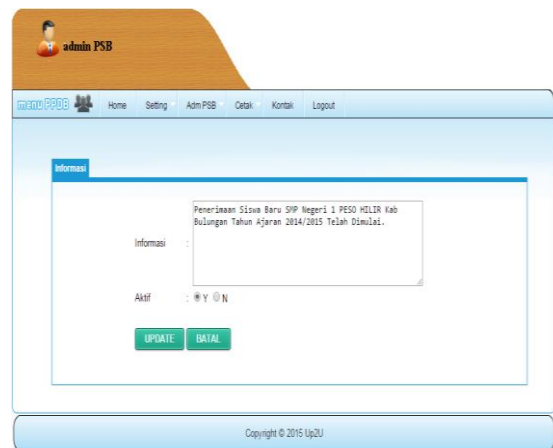 admin PSB
menu PPDB Home Setting Adm PSB Cetak Kontak Logout
Informasi
Penerimaan Siswa Baru SMP Negeri 1 PESO HILIR Kab
Bulungan Tahun Ajaran 2014/2015 Telah Dimulai.
Informasi :
Aktif : Y N
UPDATE BATAL
Copyright © 2015 Up2U